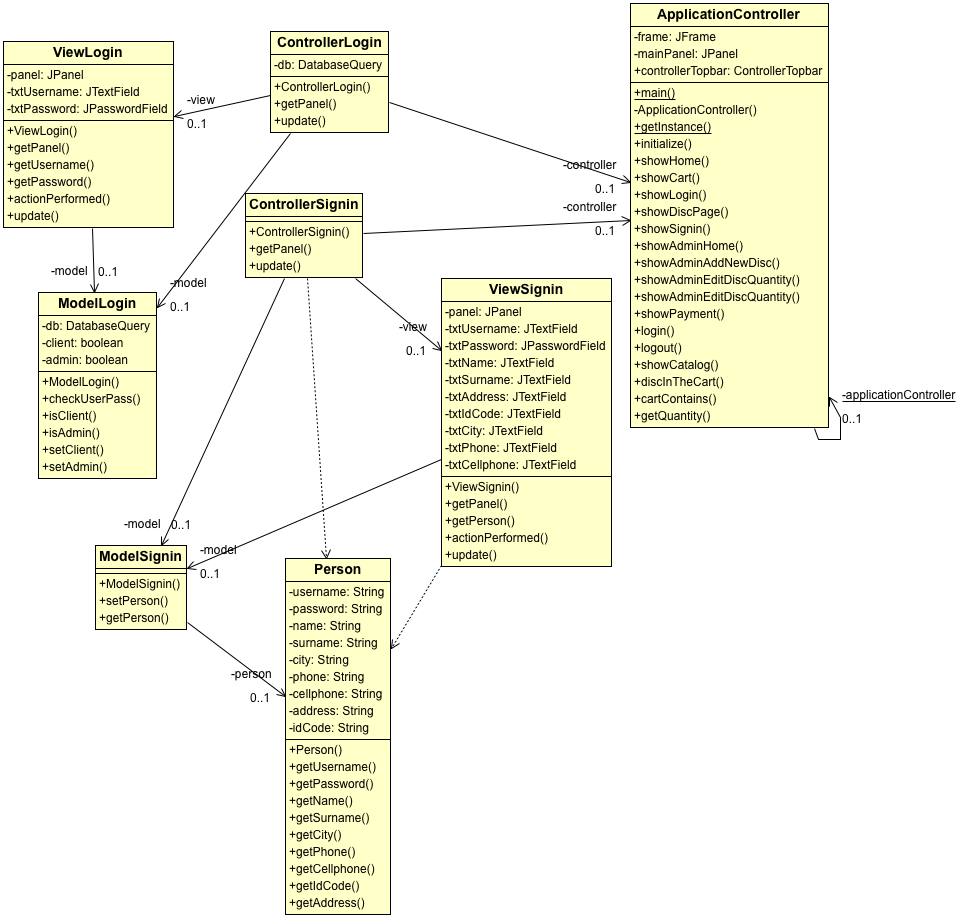 ViewLogin
-panel: JPanel
-txtUsername: JTextField
-txtPassword: JPasswordField
+ViewLogin()
+getPanel()
+getUsername()
+getPassword()
+actionPerformed()
+update()
ControllerLogin
-db: DatabaseQuery
+ControllerLogin()
+getPanel()
+update()
ApplicationController
-frame: JFrame
-mainPanel: JPanel
+controllerTopbar: ControllerTopbar
+main()
-ApplicationController()
+getInstance()
+initialize()
+showHome()
+showCart()
+showLogin()
+showDiscPage()
+showSignin()
+showAdminHome()
+showAdminAddNewDisc()
+showAdminEditDiscQuantity()
+showAdminEditDiscQuantity()
+showPayment()
+login()
+logout()
+showCatalog()
+discInTheCart()
+cartContains()
+getQuantity()
-view
0..1
-controller
0..1
-controller
0..1
-applicationController
0..1
ControllerSignin
+ControllerSignin()
+getPanel()
+update()
-model
0..1
-model
0..1
ModelLogin
-db: DatabaseQuery
-client: boolean
-admin: boolean
+ModelLogin()
+checkUserPass()
+isClient()
+isAdmin()
+setClient()
+setAdmin()
-view
0..1
ViewSignin
-panel: JPanel
-txtUsername: JTextField
-txtPassword: JPasswordField
-txtName: JTextField
-txtSurname: JTextField
-txtAddress: JTextField
-txtIdCode: JTextField
-txtCity: JTextField
-txtPhone: JTextField
-txtCellphone: JTextField
+ViewSignin()
+getPanel()
+getPerson()
+actionPerformed()
+update()
-model
0..1
-model
0..1
ModelSignin
+ModelSignin()
+setPerson()
+getPerson()
-person
0..1
Person
-username: String
-password: String
-name: String
-surname: String
-city: String
-phone: String
-cellphone: String
-address: String
-idCode: String
+Person()
+getUsername()
+getPassword()
+getName()
+getSurname()
+getCity()
+getPhone()
+getCellphone()
+getIdCode()
+getAddress()